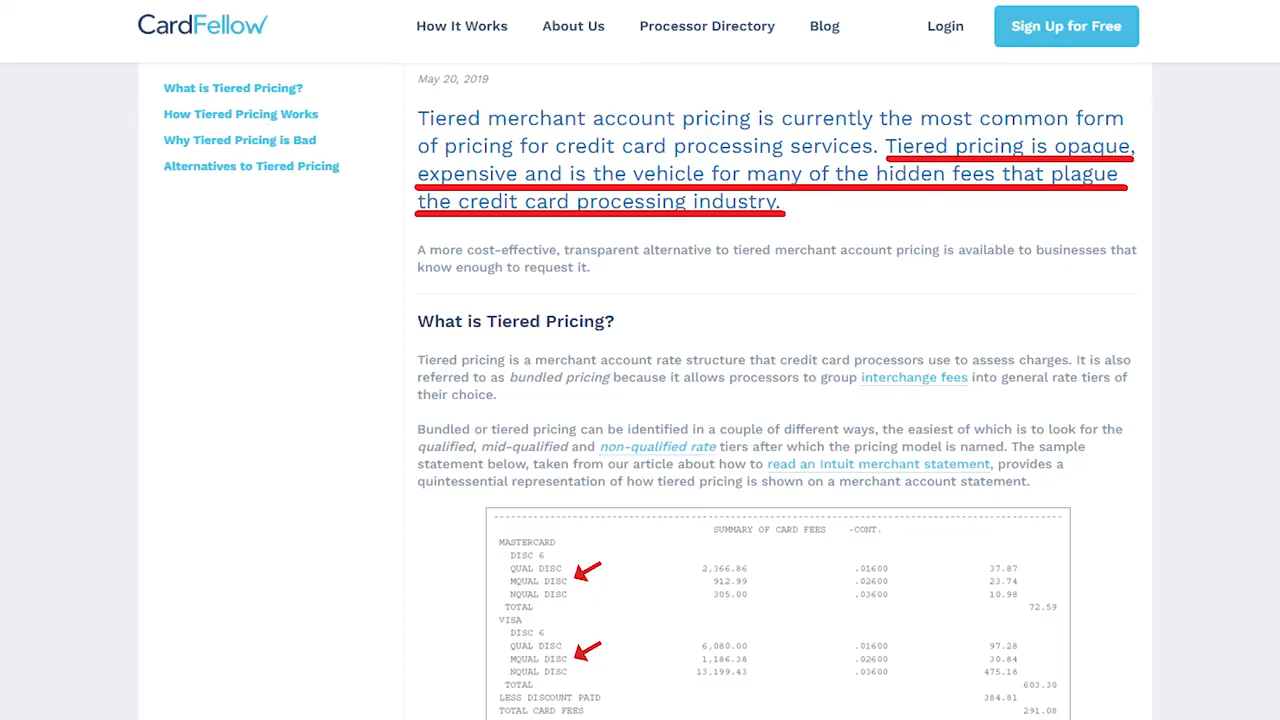 CardFellow
How It Works
About Us
Processor Directory
Blog
Login
Sign Up for Free
What is Tiered Pricing?
How Tiered Pricing Works
Why Tiered Pricing is Bad
Alternatives to Tiered Pricing
May 20, 2019
Tiered merchant account pricing is currently the most common form
of pricing for credit card processing services. Tiered pricing is opaque,
expensive and is the vehicle for many of the hidden fees that plague
the credit card processing industry.
A more cost-effective, transparent alternative to tiered merchant account pricing is available to businesses that
know enough to request it.
What is Tiered Pricing?
Tiered pricing is a merchant account rate structure that credit card processors use to assess charges. It is also
referred to as bundled pricing because it allows processors to group interchange fees into general rate tiers of
their choice.
Bundled or tiered pricing can be identified in a couple of different ways, the easiest of which is to look for the
qualified, mid-qualified and non-qualified rate tiers after which the pricing model is named. The sample
statement below, taken from our article about how to read an Intuit merchant statement, provides a
quintessential representation of how tiered pricing is shown on a merchant account statement.
SUMMARY OF CARD FEES -CONT.
MASTERCARD
DISC 6
QUAL DISC 2,366.86 .01600 37.87
MQUAL DISC 912.99 .02600 23.74
NQUAL DISC 305.00 .03600 10.98
TOTAL 72.59
VISA
DISC 6
QUAL DISC 6,080.00 .01600 97.28
MQUAL DISC 1,186.38 .02600 30.84
NQUAL DISC 13,199.43 .03600 475.18
TOTAL 603.30
LESS DISCOUNT PAID 384.81
TOTAL CARD FEES 291.08